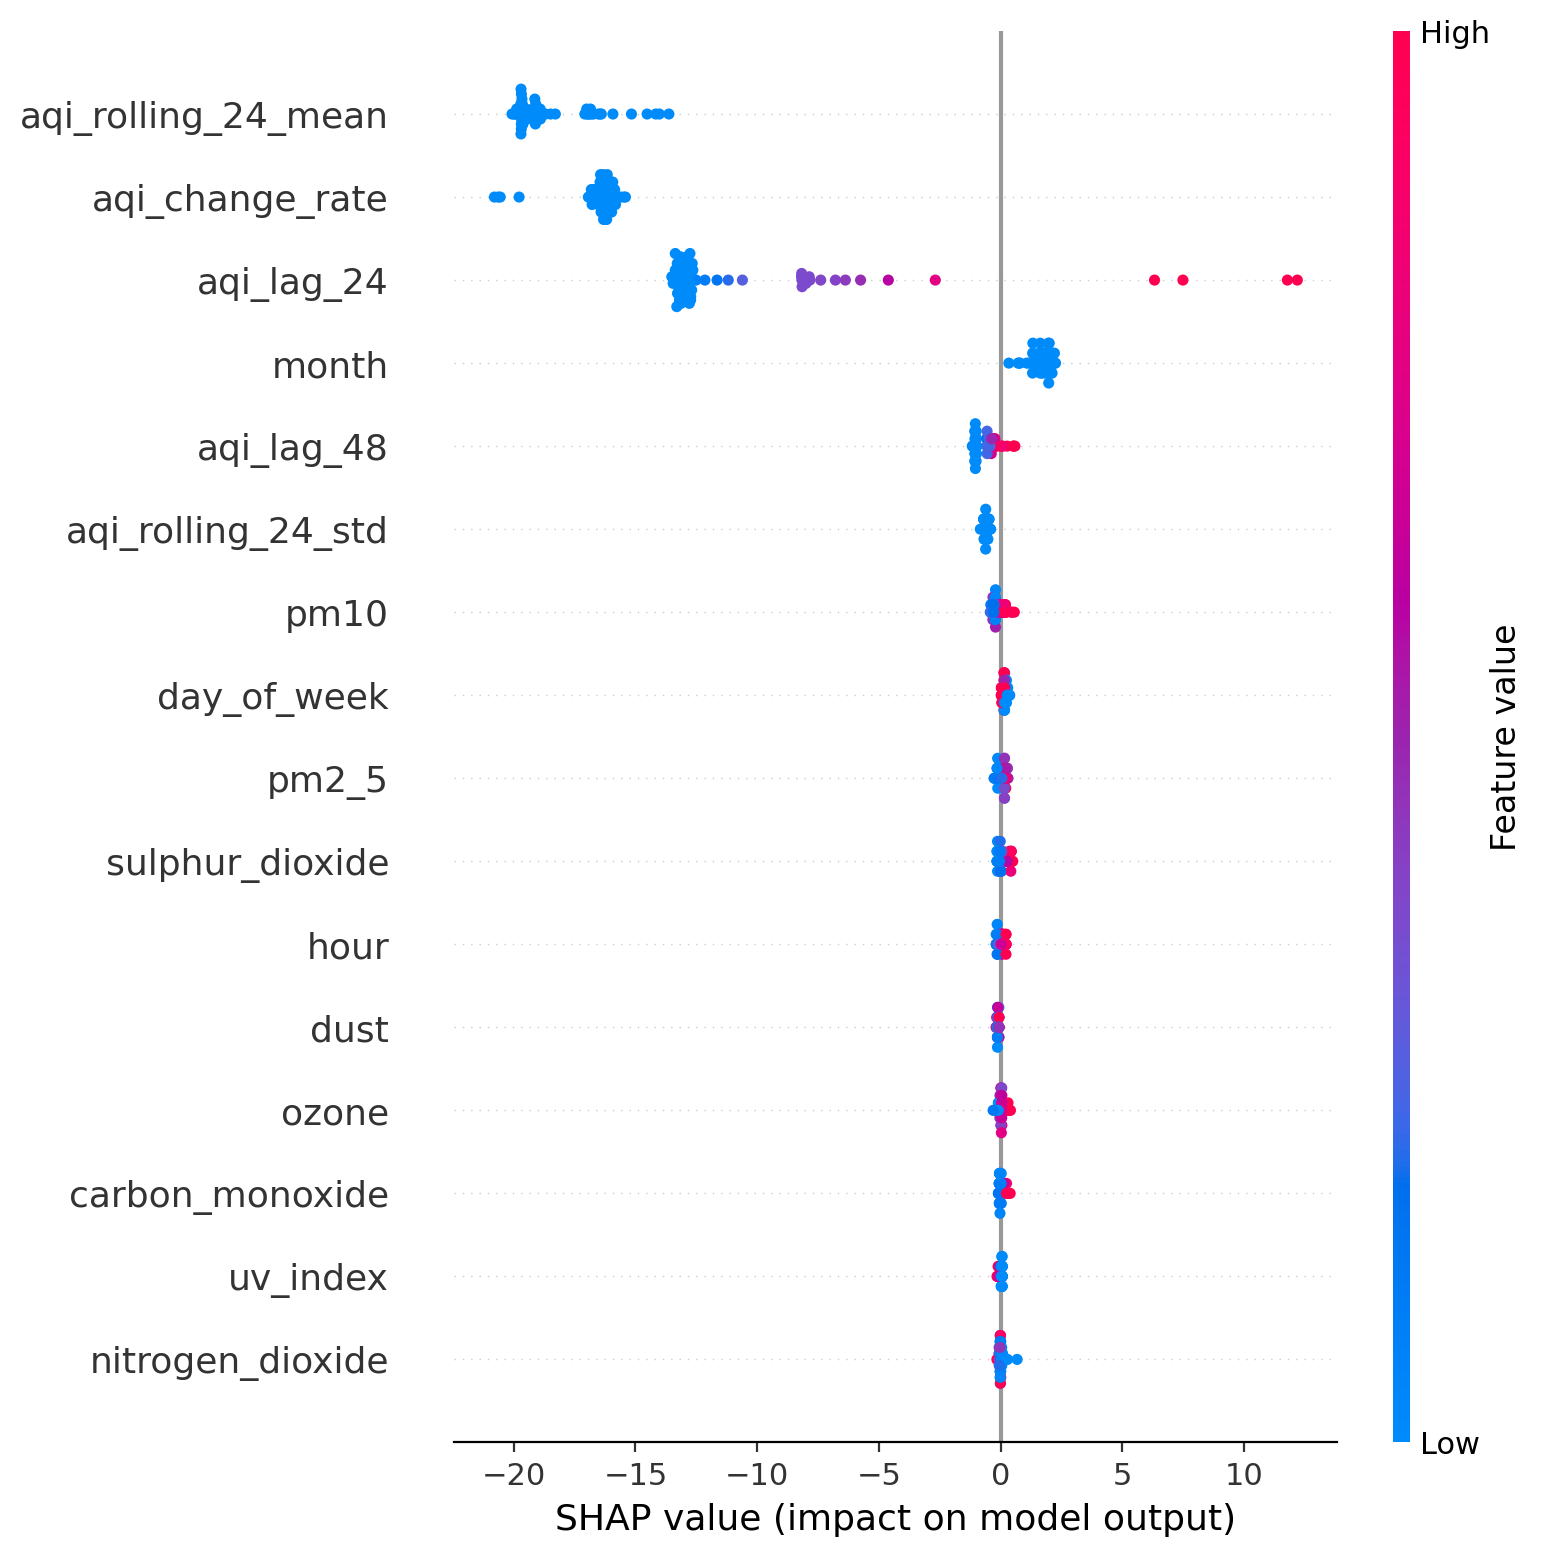 High
aqi_rolling_24_mean
aqi_change_rate
aqi_lag_24
month
aqi_lag_48
aqi_rolling_24_std
pm10
day_of_week
pm2_5
sulphur_dioxide
hour
dust
ozone
carbon_monoxide
uv_index
nitrogen_dioxide
Feature value
Low
−20 −15 −10 −5 0 5 10
SHAP value (impact on model output)